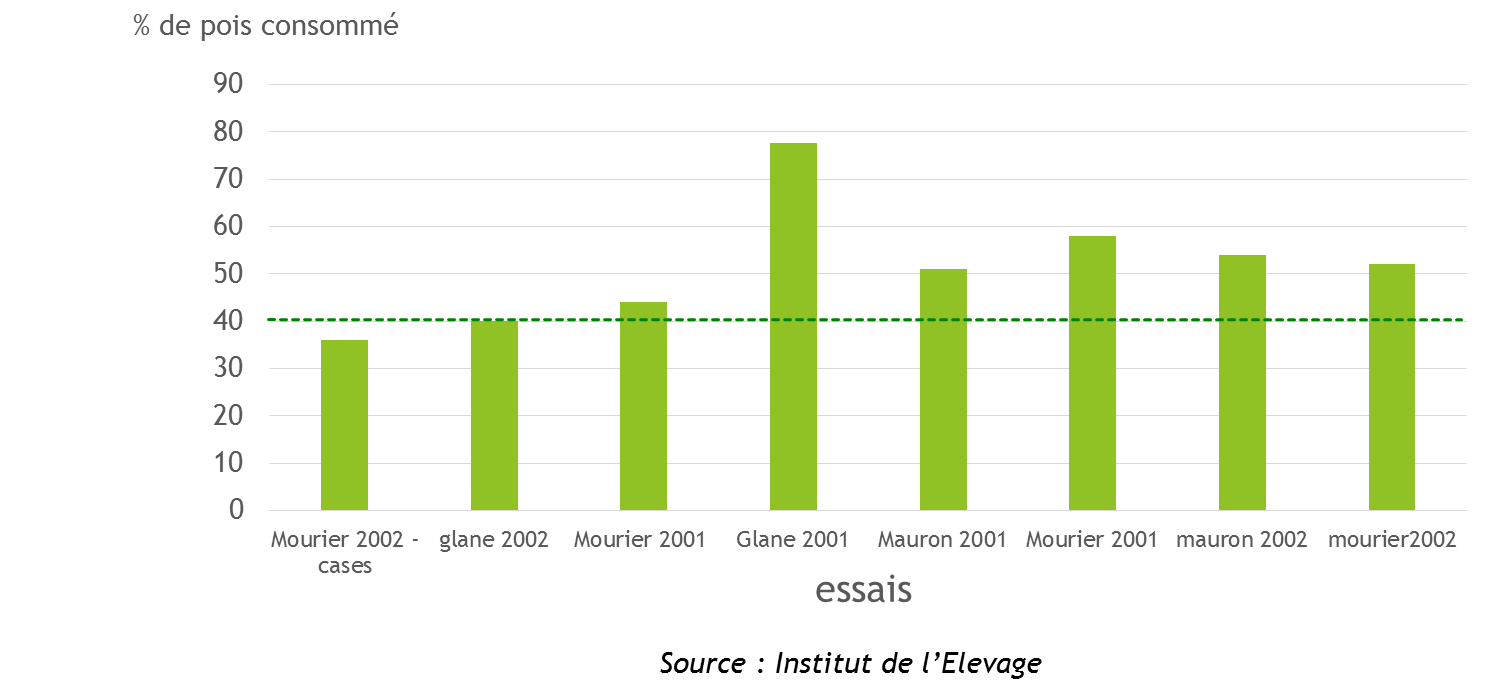 % de pois consommé
90
80
70
60
50
40
30
20
10
0
Mourier 2002 - cases
glane 2002
Mourier 2001
Glane 2001
Mauron 2001
Mourier 2001
mauron 2002
mourier2002
essais
Source : Institut de l’Elevage